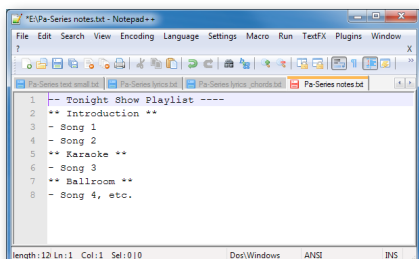 *E\Pa-Series notes.txt - Notepad++
File Edit Search View Encoding Language Settings Macro Run TextFX Plugins Window
? X
Pa-Series text small.txt Pa-Series lyrics.txt Pa-Series lyrics_chords.txt Pa-Series notes.txt
1 -- Tonight Show Playlist ----
2 ** Introduction **
3 - Song 1
4 - Song 2
5 ** Karaoke **
6 - Song 3
7 ** Ballroom **
8 - Song 4, etc.
length : 12 Ln : 1 Col : 1 Sel : 0 | 0 Dos\Windows ANSI INS